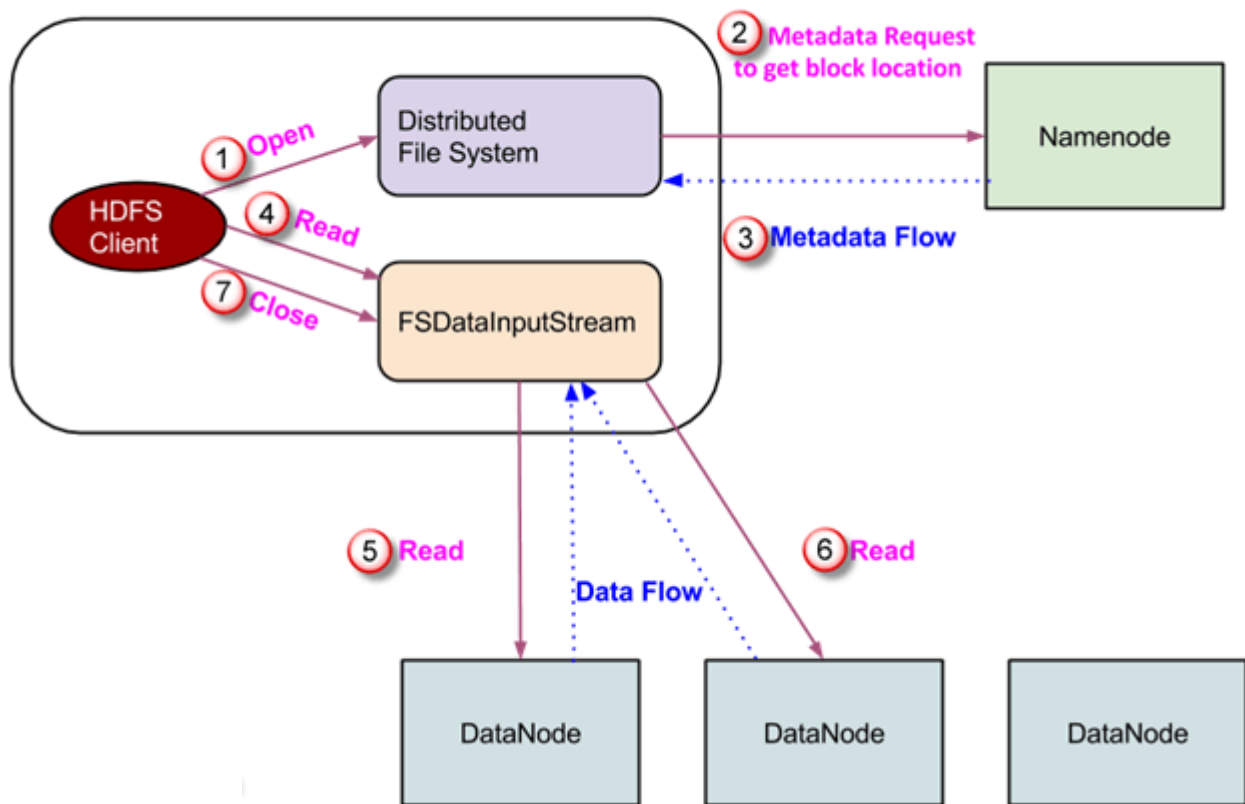 2 Metadata Request
to get block location
Distributed
File System
Namenode
1 Open
HDFS
Client
4 Read
3 Metadata Flow
7 Close
FSDataInputStream
5 Read
6 Read
Data Flow
DataNode
DataNode
DataNode